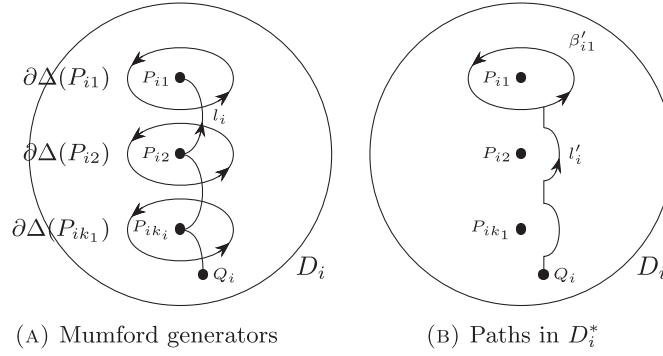 ∂Δ(P_{i1}) P_{i1} β'_{i1} P_{i1}
l_i
∂Δ(P_{i2}) P_{i2} P_{i2} l'_i
∂Δ(P_{ik_1}) P_{ik_i} P_{ik_1}
Q_i D_i Q_i D_i
(A) Mumford generators (B) Paths in D_i^*